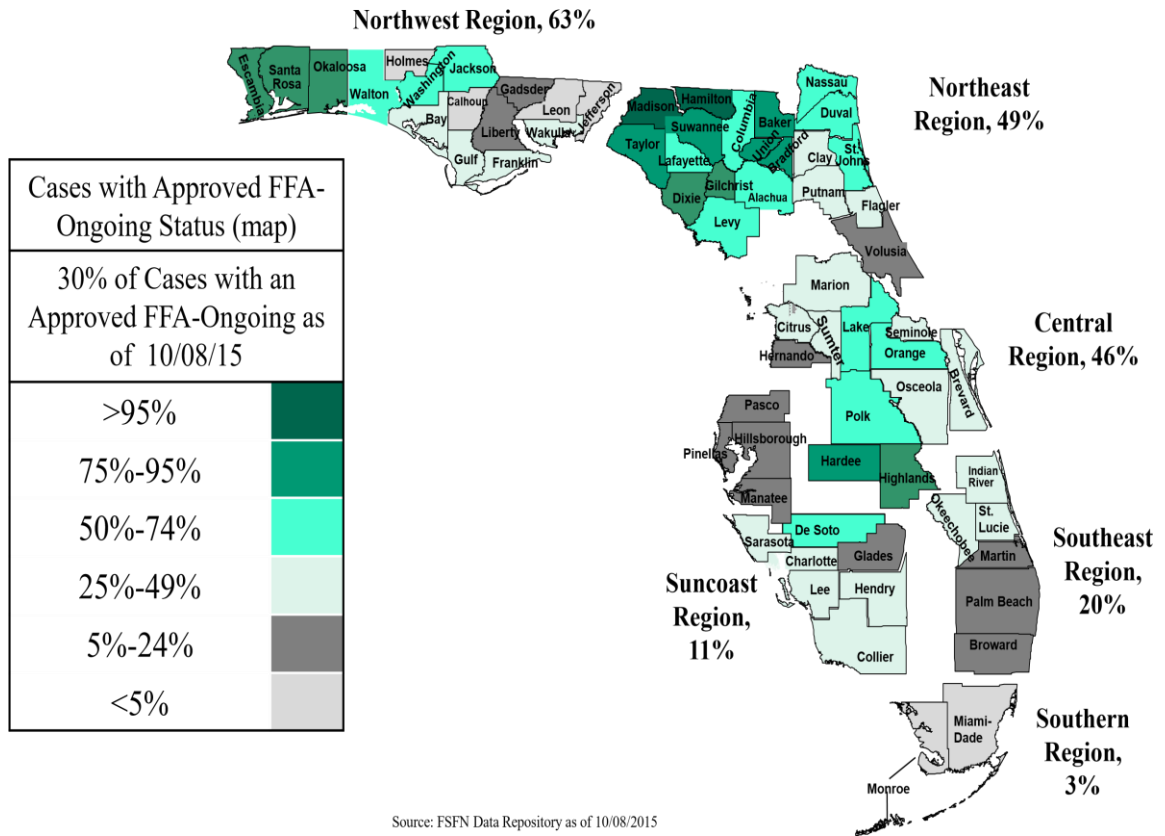 Northwest Region, 63%
Escambia
Santa
Rosa
Okaloosa
Walton
Holmes
Washington
Jackson
Bay
Calhoun
Gulf
Liberty
Gadsden
Franklin
Leon
Wakulla
Jefferson
Madison
Hamilton
Taylor
Suwannee
Lafayette
Dixie
Gilchrist
Columbia
Levy
Baker
Union
Bradford
Alachua
Nassau
Duval
Clay
St.
Johns
Putnam
Flagler
Volusia
Northeast
Region, 49%
Cases with Approved FFA-
Ongoing Status (map)
30% of Cases with an
Approved FFA-Ongoing as
of 10/08/15
>95%
75%-95%
50%-74%
25%-49%
5%-24%
<5%
Marion
Citrus
Sumter
Hernando
Lake
Seminole
Orange
Osceola
Brevard
Polk
Hardee
Highlands
Central
Region, 46%
Pasco
Hillsborough
Pinellas
Manatee
Sarasota
De Soto
Charlotte
Glades
Lee
Hendry
Collier
Suncoast
Region,
11%
Indian
River
Okeechobee
St.
Lucie
Martin
Palm Beach
Broward
Southeast
Region,
20%
Miami-
Dade
Monroe
Southern
Region,
3%
Source: FSFN Data Repository as of 10/08/2015